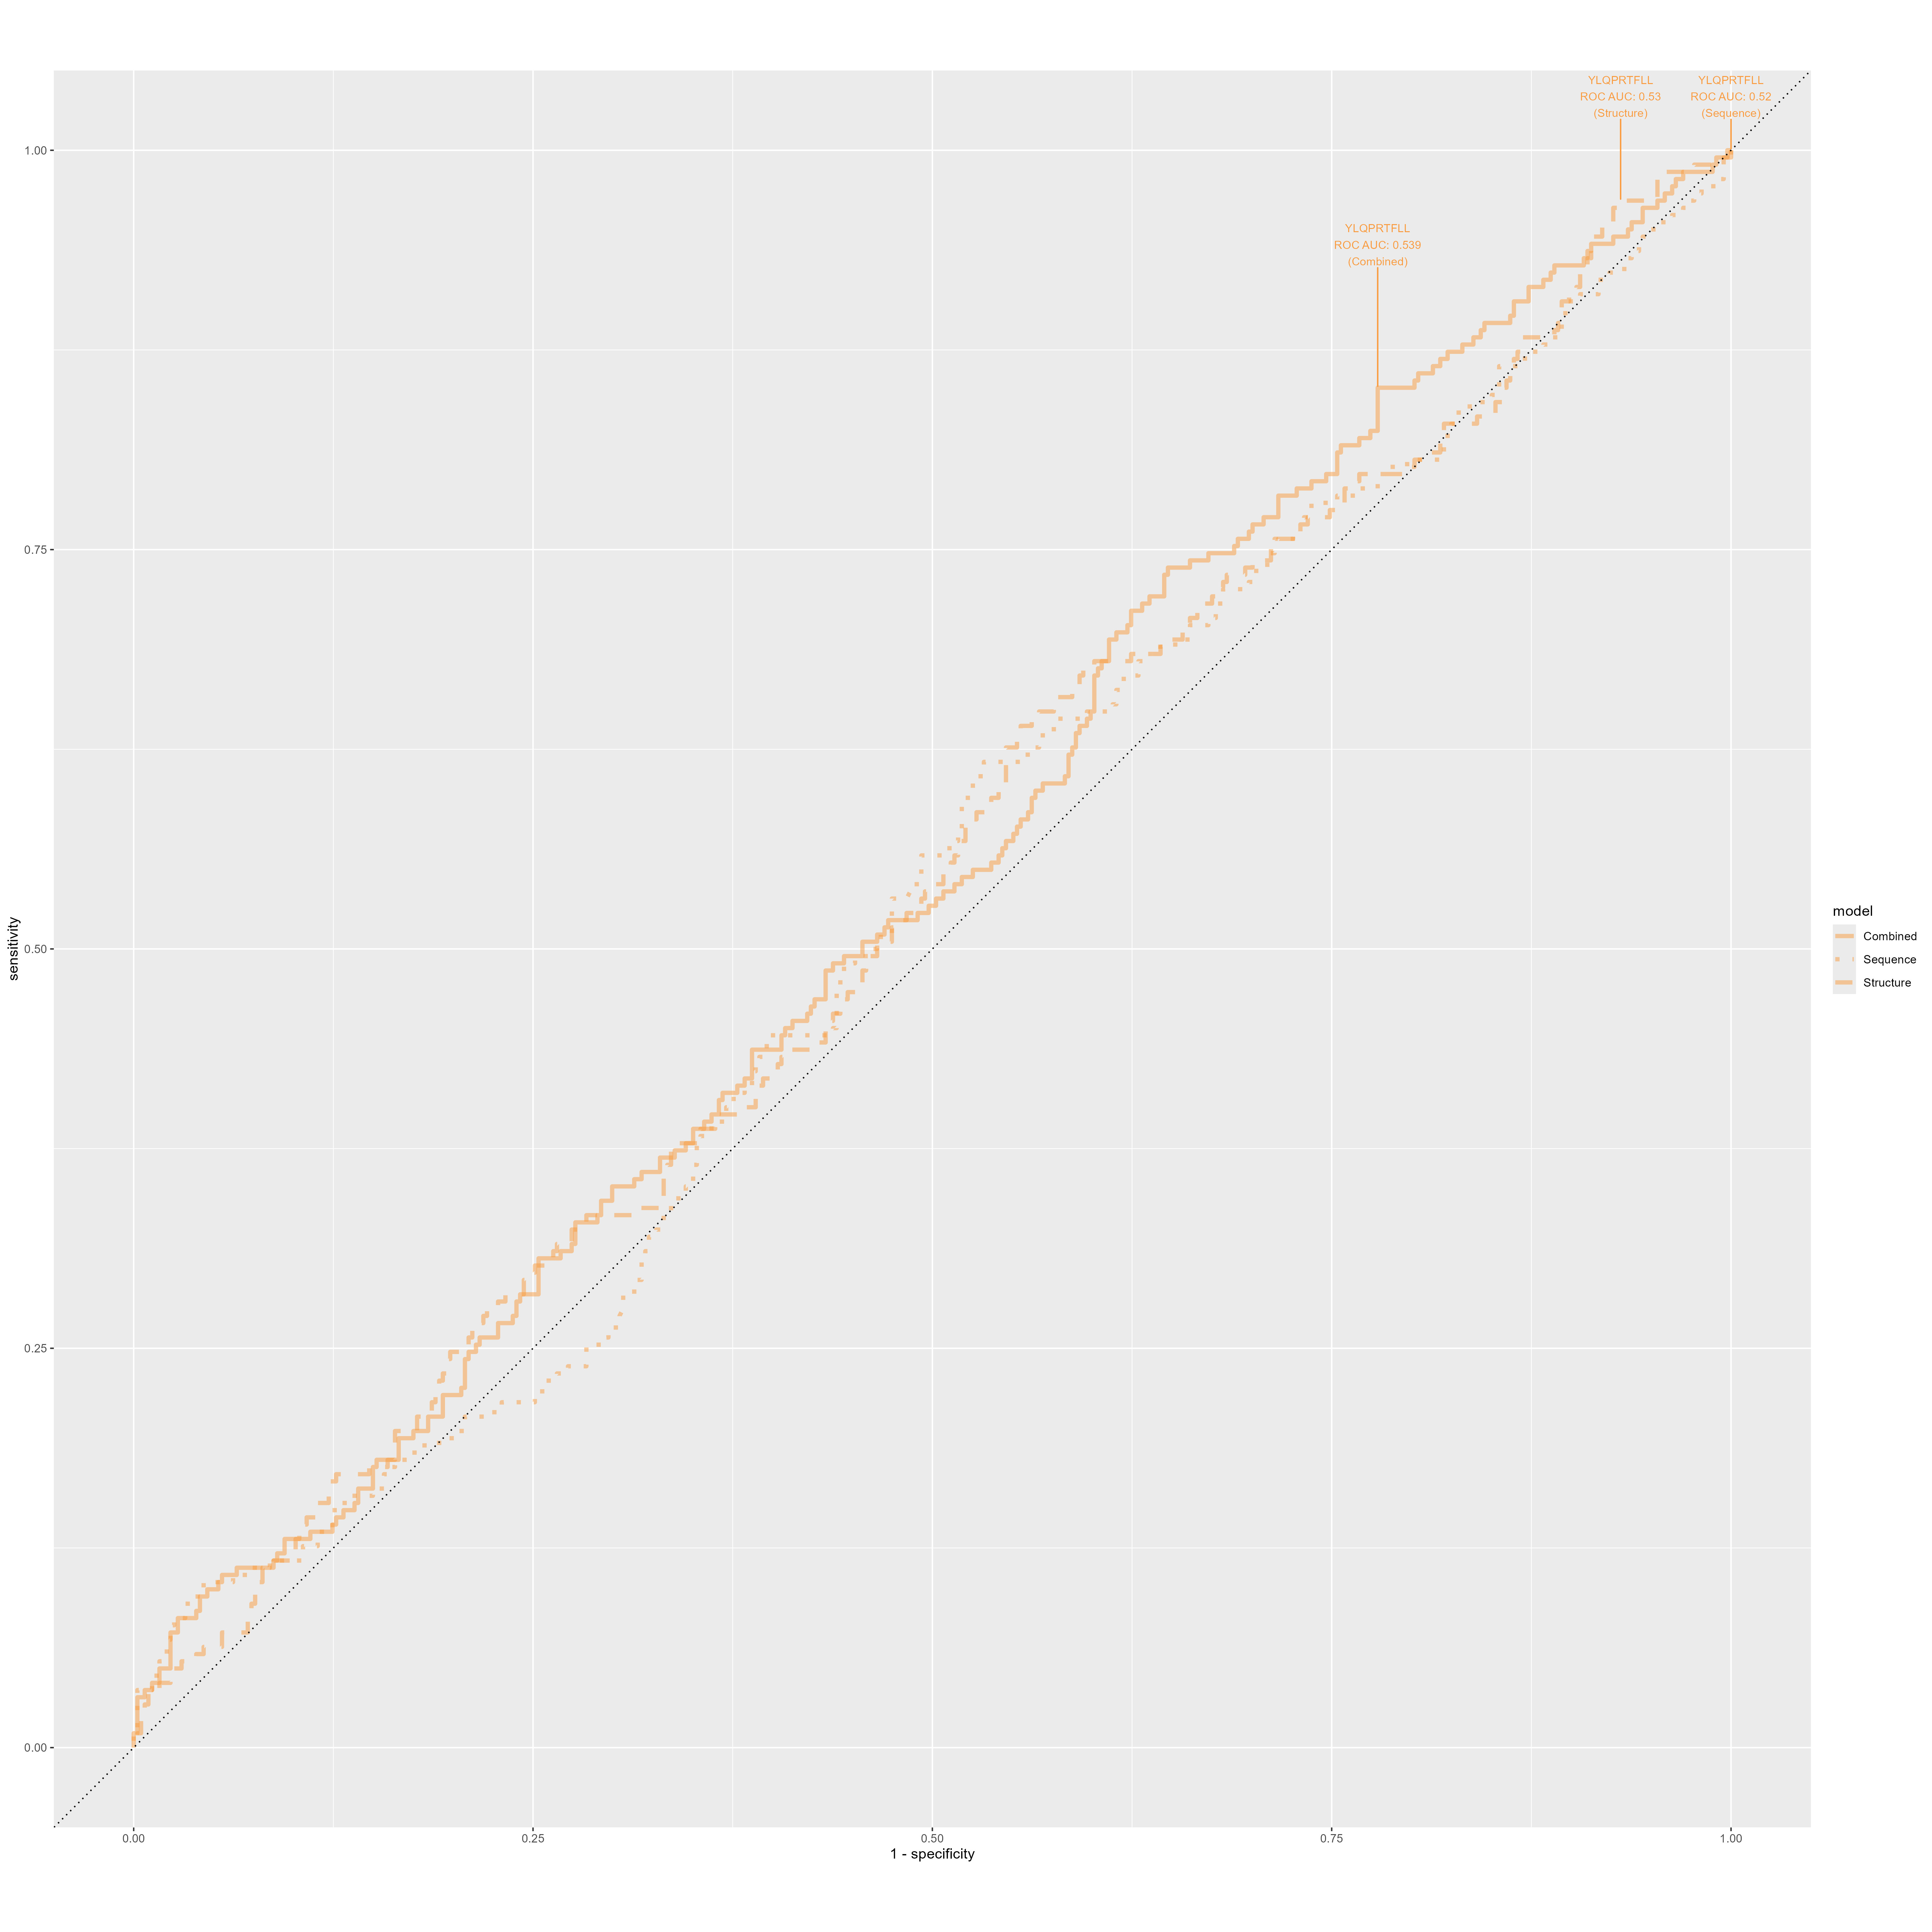 YLQPRTFLL
ROC AUC: 0.53
(Structure)
YLQPRTFLL
ROC AUC: 0.52
(Sequence)
YLQPRTFLL
ROC AUC: 0.539
(Combined)
1.00
0.75
0.50
0.25
0.00
sensitivity
0.00
0.25
0.50
0.75
1.00
1 - specificity
model
Combined
Sequence
Structure